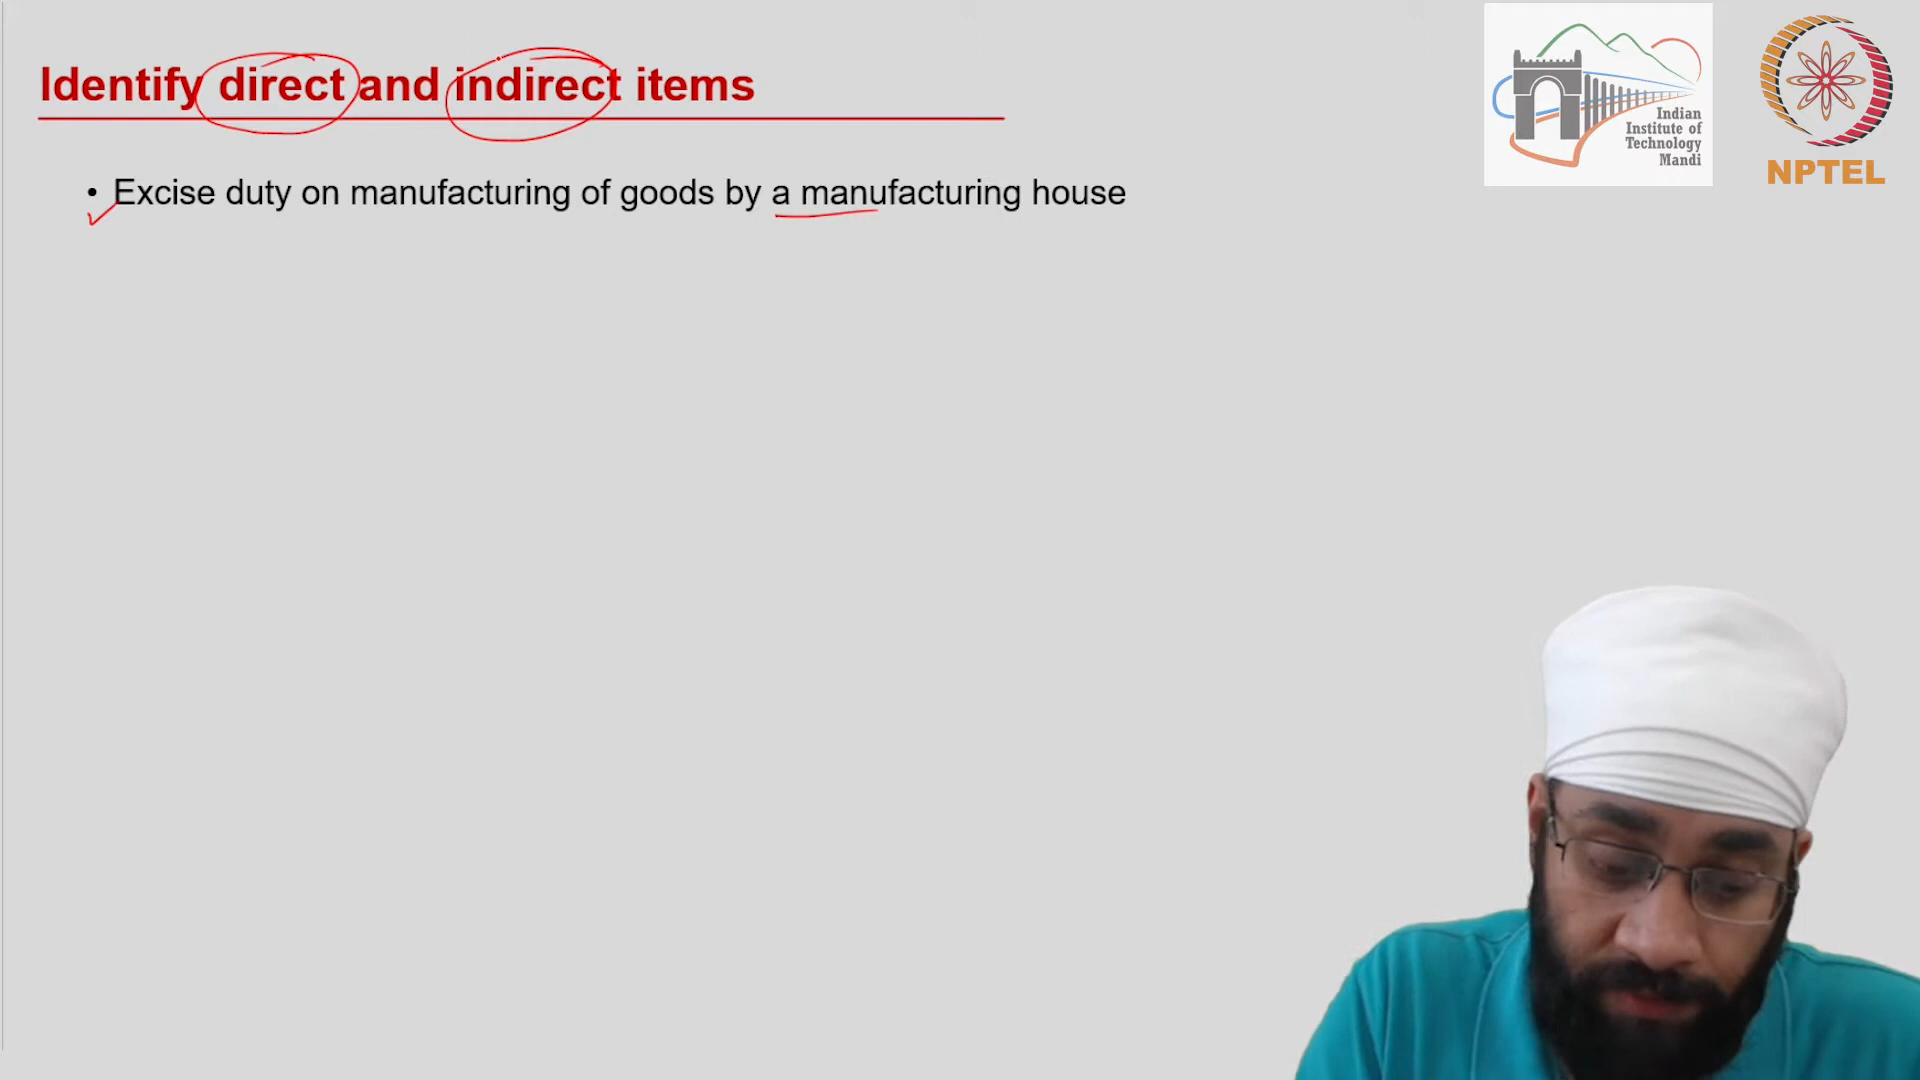 Identify direct and indirect items
• Excise duty on manufacturing of goods by a manufacturing house
Indian
Institute of
Technology
Mandi
NPTEL